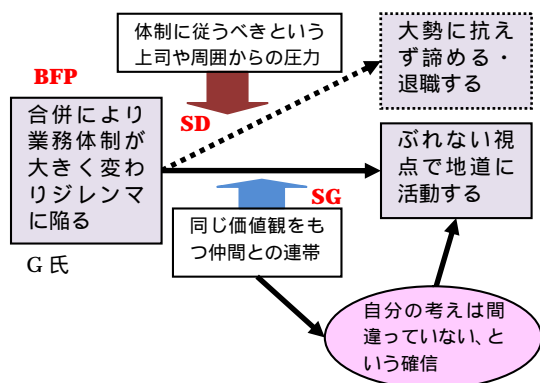 体制に従うべきという
上司や周囲からの圧力
大勢に抗え
ず諦める・
退職する
BFP
SD
合併により
業務体制が
大きく変わ
りジレンマ
に陥る
ぶれない視
点で地道に
活動する
SG
同じ価値観をも
つ仲間との連帯
G 氏
自分の考えは間
違っていない、と
いう確信